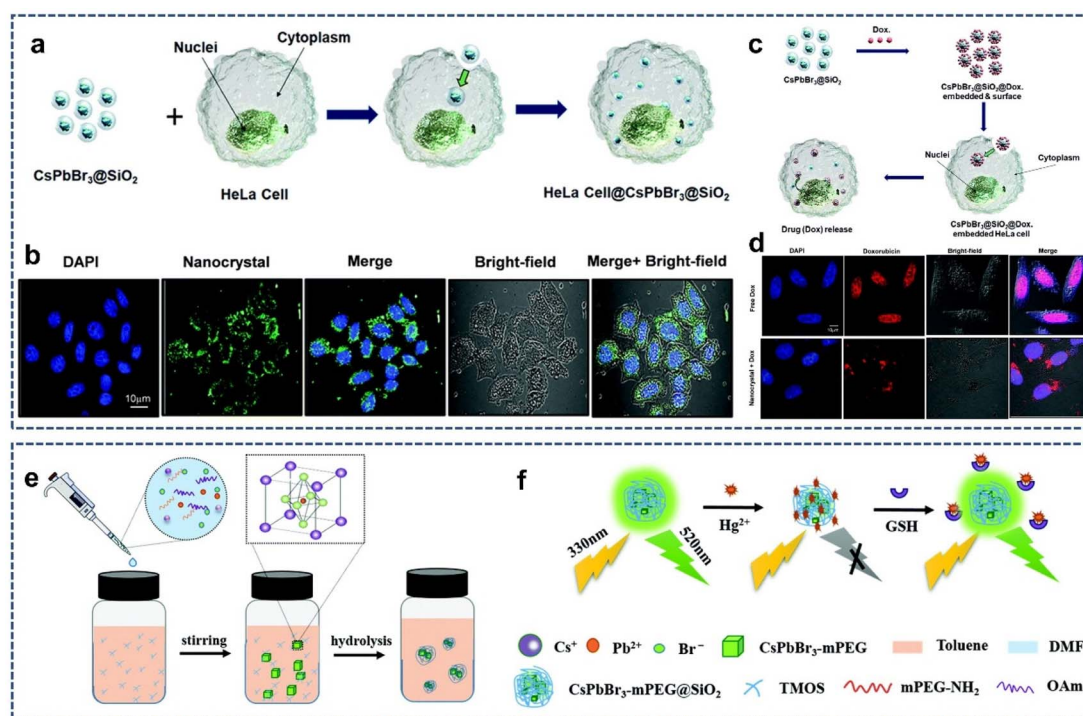 a
Nuclei
Cytoplasm
+
CsPbBr₃@SiO₂
HeLa Cell
HeLa Cell@CsPbBr₃@SiO₂
b
DAPI
Nanocrystal
Merge
Bright-field
Merge+ Bright-field
10μm
c
Dox.
CsPbBr₃@SiO₂
CsPbBr₃@SiO₂@Dox.
embedded & surface
Nuclei
Cytoplasm
Drug (Dox) release
CsPbBr₃@SiO₂@Dox.
embedded HeLa cell
d
DAPI
Doxorubicin
Bright-field
Merge
Free Dox
10μm
Nanocrystal + Dox
e
stirring
hydrolysis
f
330nm
520nm
Hg²⁺
GSH
Cs⁺
Pb²⁺
Br⁻
CsPbBr₃-mPEG
Toluene
DMF
CsPbBr₃-mPEG@SiO₂
TMOS
mPEG-NH₂
OAm